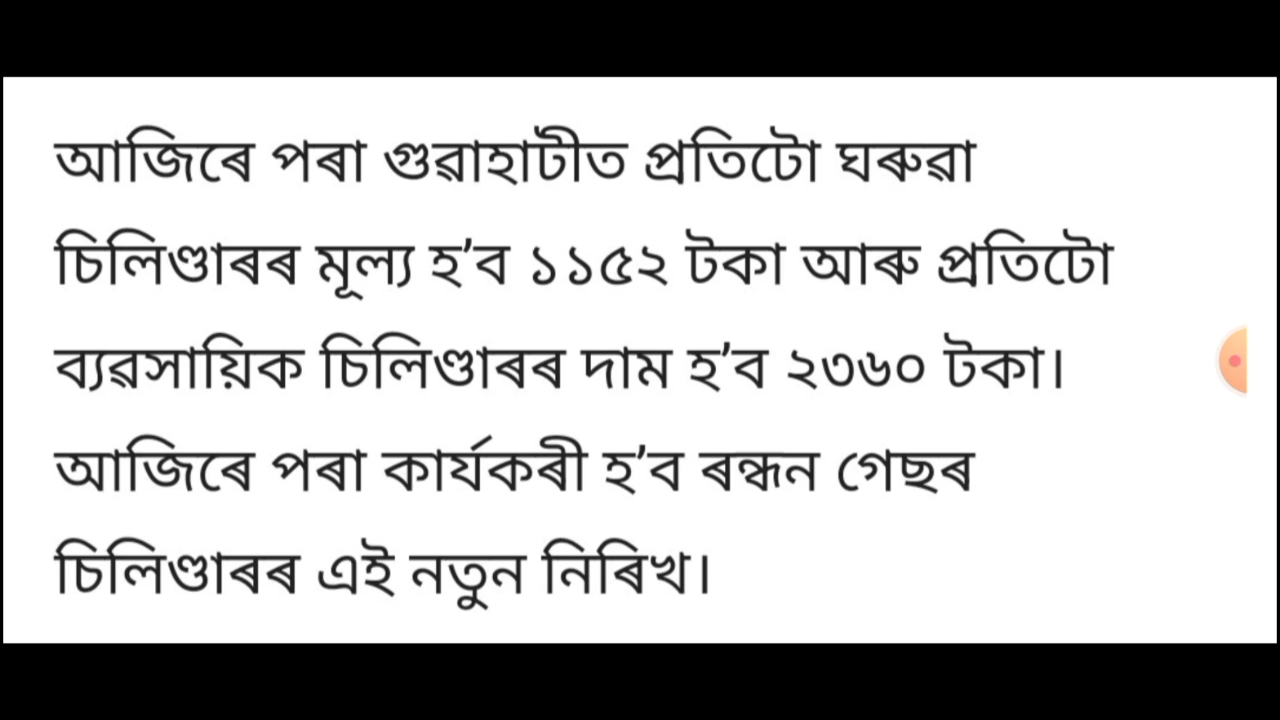 আজিৰে পৰা গুৱাহাটীত প্ৰতিটো ঘৰুৱা
চিলিণ্ডাৰৰ মূল্য হ’ব ১১৫২ টকা আৰু প্ৰতিটো
ব্যৱসায়িক চিলিণ্ডাৰৰ দাম হ’ব ২৩৬০ টকা।
আজিৰে পৰা কাৰ্যকৰী হ’ব ৰন্ধন গেছৰ
চিলিণ্ডাৰৰ এই নতুন নিৰিখ।